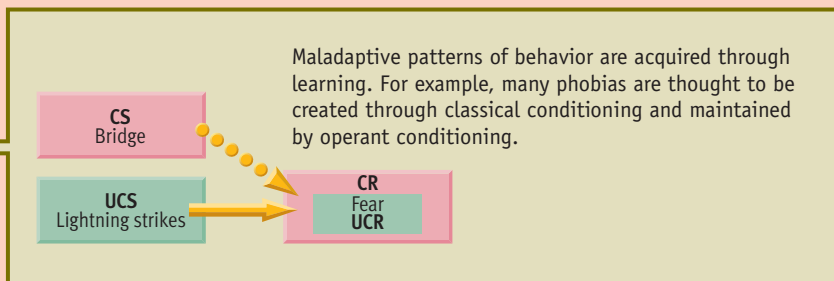 Maladaptive patterns of behavior are acquired through
learning. For example, many phobias are thought to be
created through classical conditioning and maintained
by operant conditioning.
CS
Bridge
UCS
Lightning strikes
CR
Fear
UCR